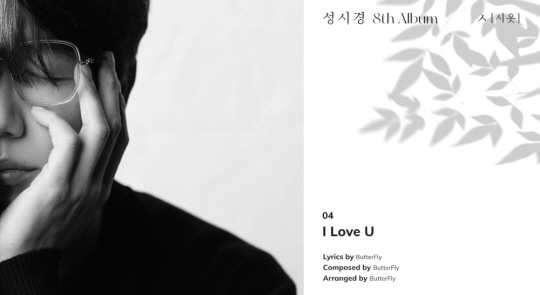 성시경 8th Album
ㅅ [시옷]
04
I Love U
Lyrics by ButterFly
Composed by ButterFly
Arranged by ButterFly